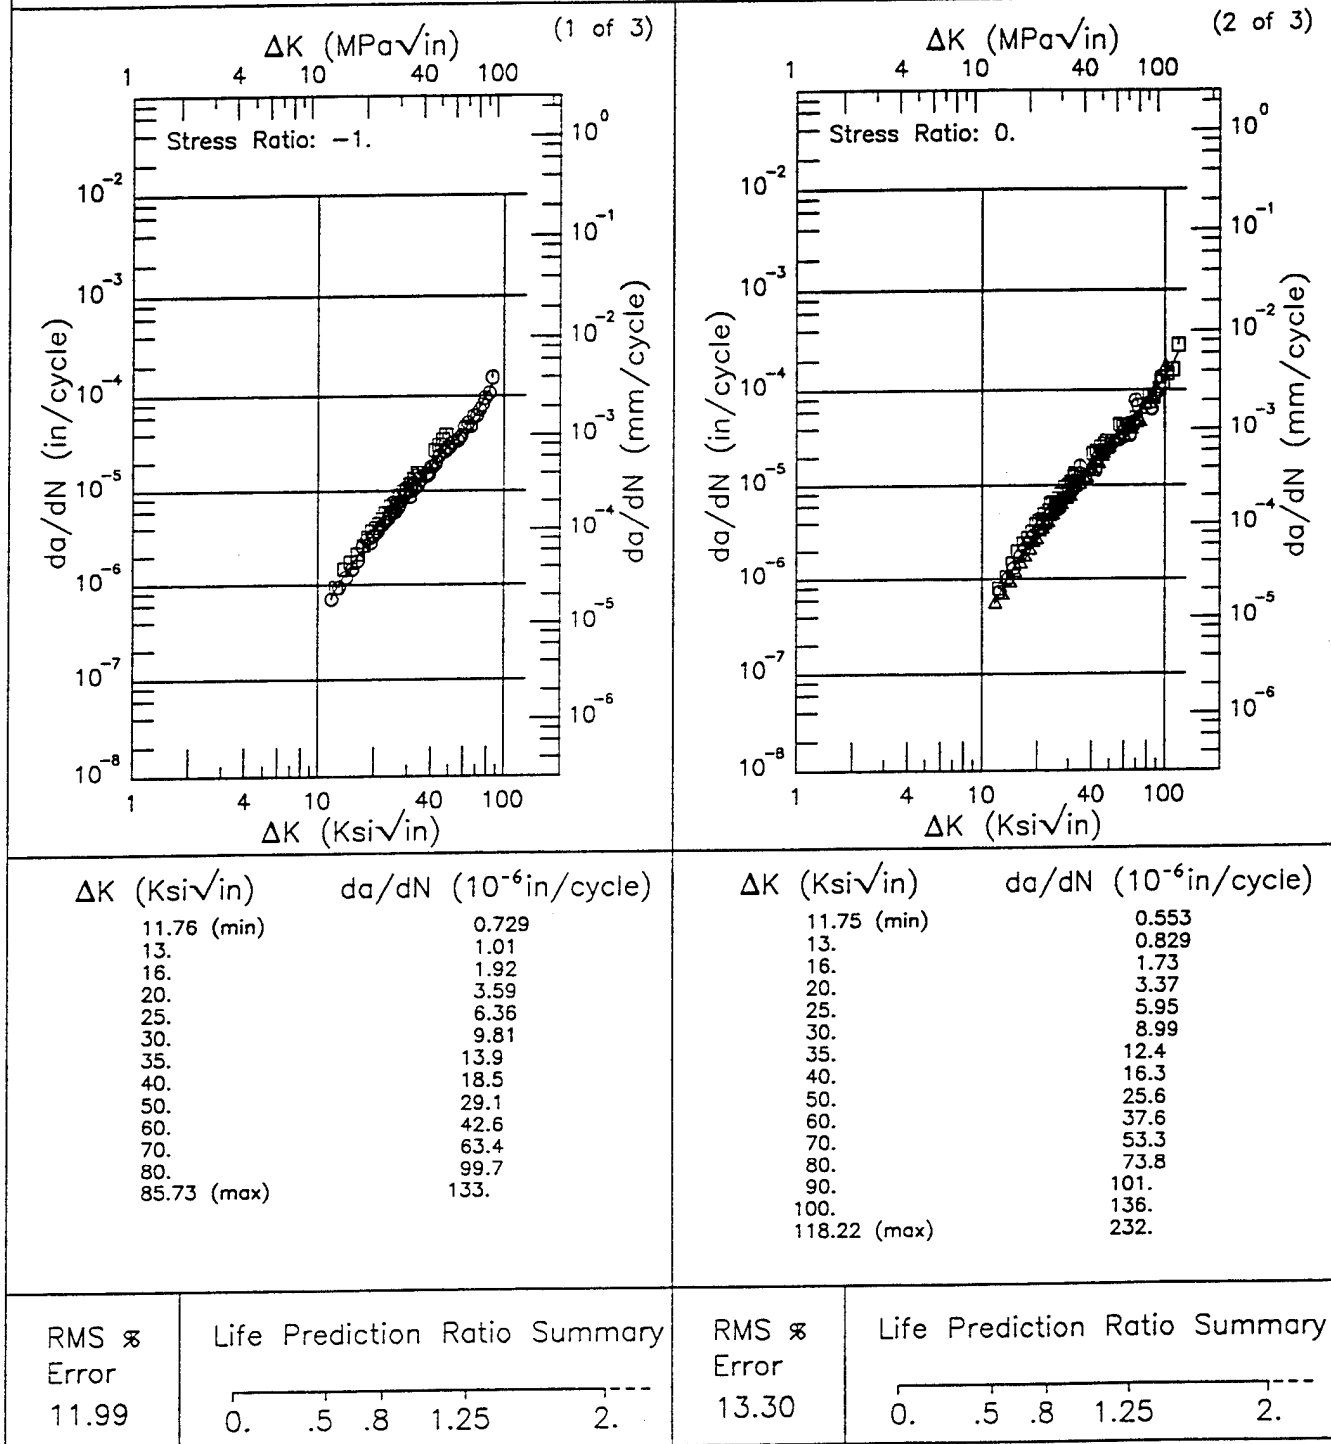 (1 of 3)
ΔK (MPa√in)
1 4 10 40 100
Stress Ratio: -1.
10⁰
10⁻²
10⁻¹
10⁻³
10⁻²
10⁻⁴
10⁻³
10⁻⁵
10⁻⁴
10⁻⁶
10⁻⁵
10⁻⁷
10⁻⁶
10⁻⁸
da/dN (in/cycle)
da/dN (mm/cycle)
1 4 10 40 100
ΔK (Ksi√in)
ΔK (Ksi√in) da/dN (10⁻⁶in/cycle)
11.76 (min) 0.729
13. 1.01
16. 1.92
20. 3.59
25. 6.36
30. 9.81
35. 13.9
40. 18.5
50. 29.1
60. 42.6
70. 63.4
80. 99.7
85.73 (max) 133.
RMS % Error
11.99
Life Prediction Ratio Summary
0. .5 .8 1.25 2.
(2 of 3)
ΔK (MPa√in)
1 4 10 40 100
Stress Ratio: 0.
10⁰
10⁻²
10⁻¹
10⁻³
10⁻²
10⁻⁴
10⁻³
10⁻⁵
10⁻⁴
10⁻⁶
10⁻⁵
10⁻⁷
10⁻⁶
10⁻⁸
da/dN (in/cycle)
da/dN (mm/cycle)
1 4 10 40 100
ΔK (Ksi√in)
ΔK (Ksi√in) da/dN (10⁻⁶in/cycle)
11.75 (min) 0.553
13. 0.829
16. 1.73
20. 3.37
25. 5.95
30. 8.99
35. 12.4
40. 16.3
50. 25.6
60. 37.6
70. 53.3
80. 73.8
90. 101.
100. 136.
118.22 (max) 232.
RMS % Error
13.30
Life Prediction Ratio Summary
0. .5 .8 1.25 2.